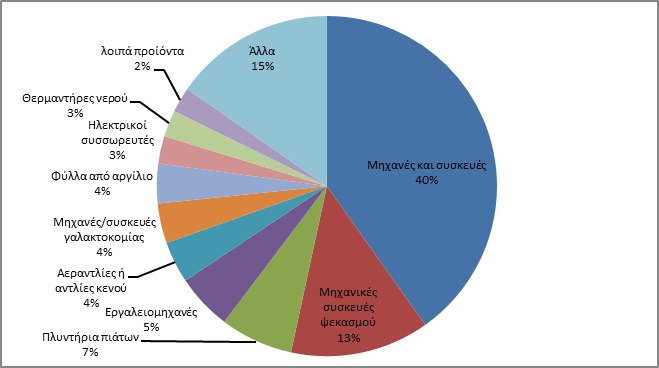 Άλλα
15%
λοιπά προίόντα
2%
Θερμαντήρες νερού
3%
Ηλεκτρικοί
συσσωρευτές
3%
Φύλλα από αργίλιο
4%
Μηχανές/συσκευές
γαλακτοκομίας
4%
Αεραντλίες ή
αντλίες κενού
4%
Εργαλειομηχανές
5%
Πλυντήρια πιάτων
7%
Μηχανικές
συσκευές
ψεκασμού
13%
Μηχανές και συσκευές
40%